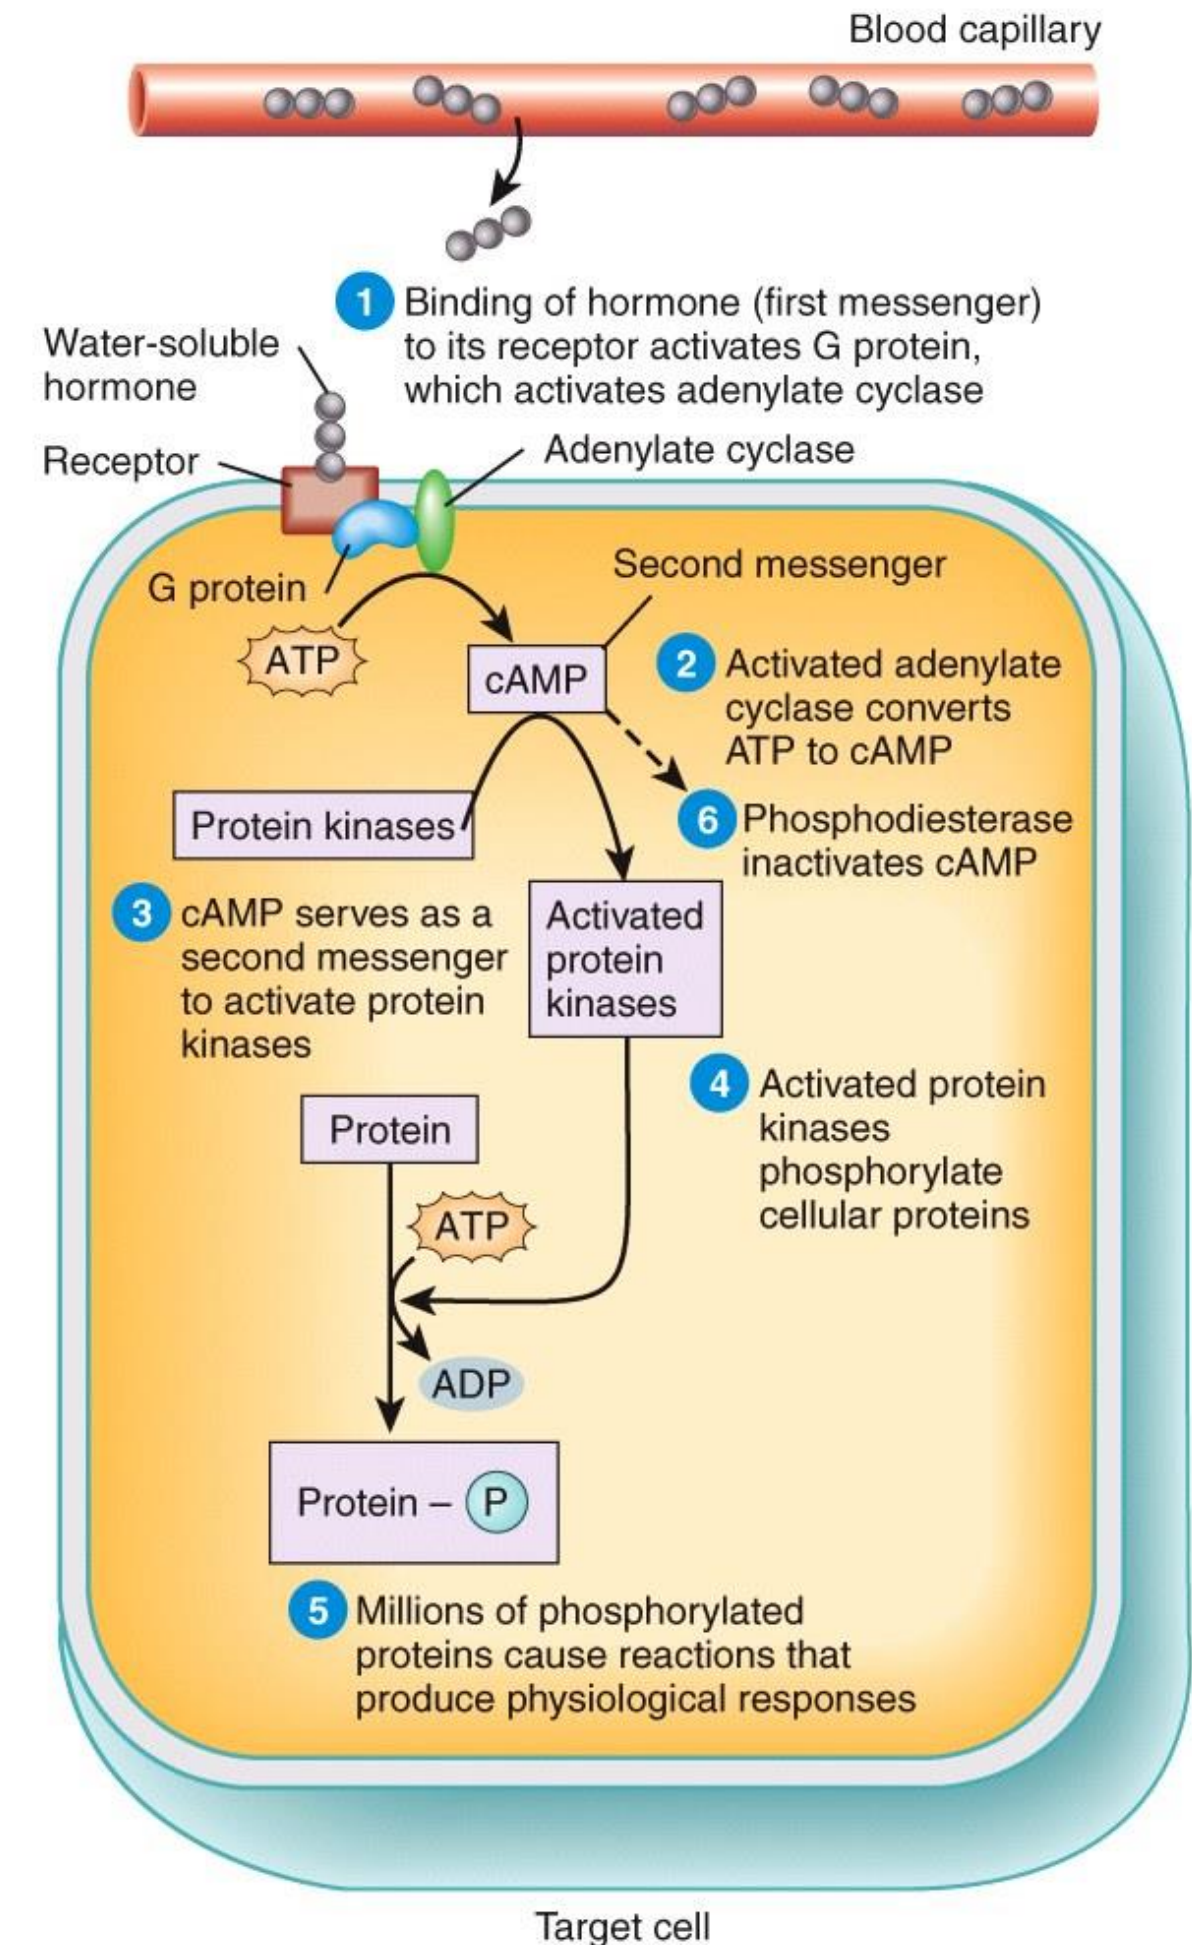 Blood capillary
1 Binding of hormone (first messenger)
to its receptor activates G protein,
which activates adenylate cyclase
Water-soluble
hormone
Receptor
Adenylate cyclase
G protein
Second messenger
ATP
cAMP
2 Activated adenylate
cyclase converts
ATP to cAMP
Protein kinases
6 Phosphodiesterase
inactivates cAMP
3 cAMP serves as a
second messenger
to activate protein
kinases
Activated
protein
kinases
4 Activated protein
kinases
phosphorylate
cellular proteins
Protein
ATP
ADP
Protein – P
5 Millions of phosphorylated
proteins cause reactions that
produce physiological responses
Target cell